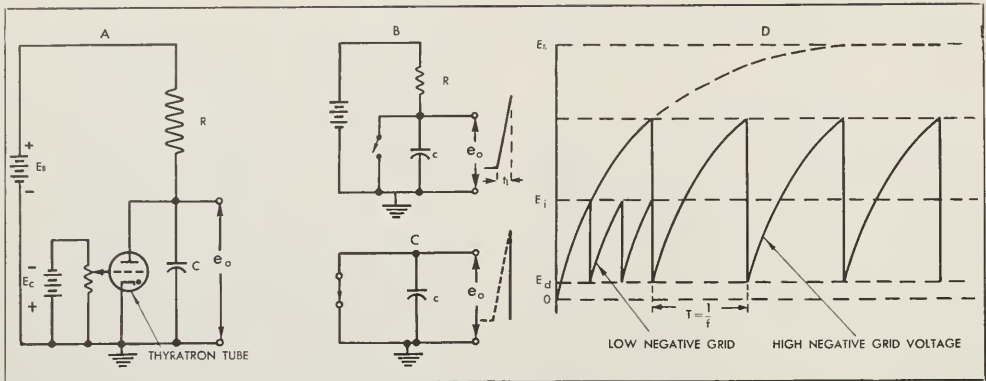 A
R
+
E_B
−
−
E_C
+
C
e_o
THYRATRON TUBE
B
R
c
e_o
t_1
C
c
e_o
D
E_i
E_d
0
T = 1/f
LOW NEGATIVE GRID
HIGH NEGATIVE GRID VOLTAGE